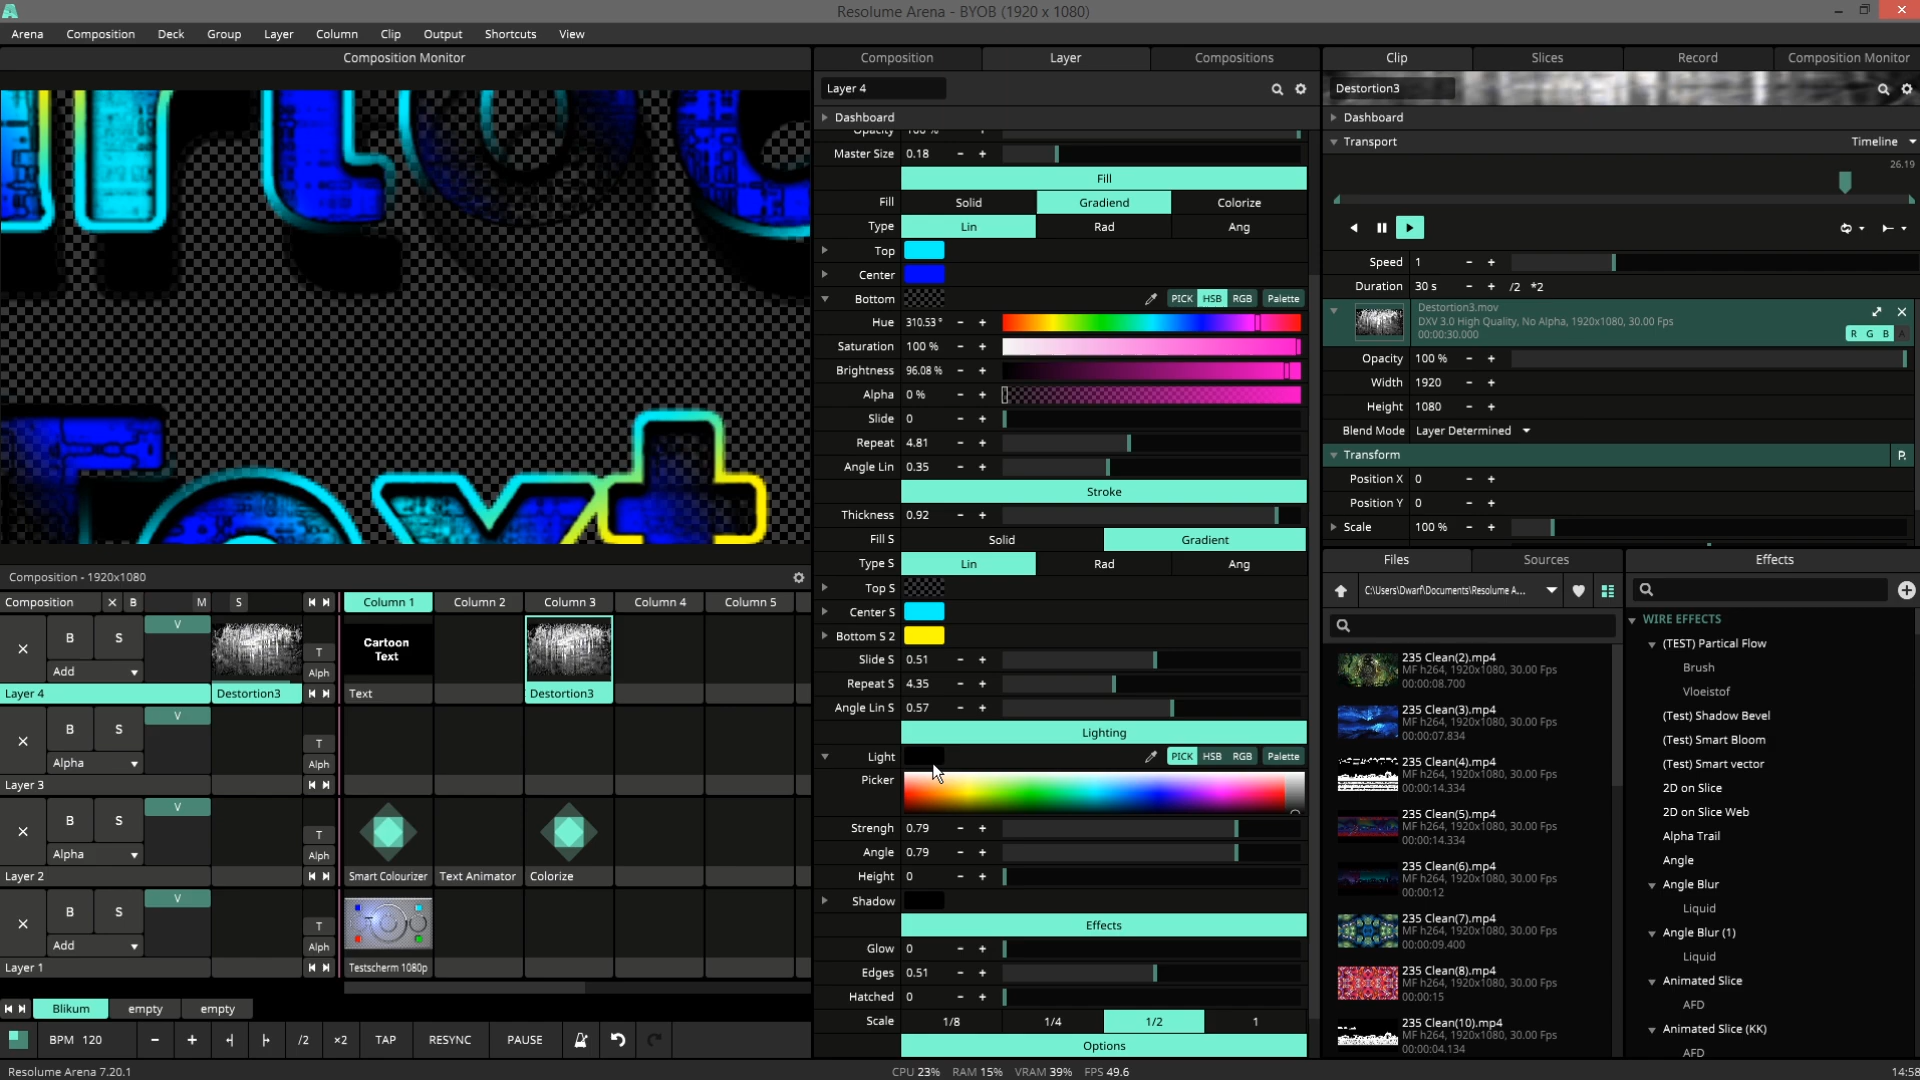 Resolume Arena - BYOB (1920 x 1080)
Arena Composition Deck Group Layer Column Clip Output Shortcuts View
Composition Monitor
Composition Layer Compositions
Clip Slices Record Composition Monitor
Layer 4
Dashboard
Opacity 100 %
Master Size 0.18 - +
Fill
Fill Solid Gradiend Colorize
Type Lin Rad Ang
Top
Center
Bottom PICK HSB RGB Palette
Hue 310.53 ° - +
Saturation 100 % - +
Brightness 96.08 % - +
Alpha 0 % - +
Slide 0 - +
Repeat 4.81 - +
Angle Lin 0.35 - +
Stroke
Thickness 0.92 - +
Fill S Solid Gradient
Type S Lin Rad Ang
Top S
Center S
Bottom S 2
Slide S 0.51 - +
Repeat S 4.35 - +
Angle Lin S 0.57 - +
Lighting
Light PICK HSB RGB Palette
Picker
Strengh 0.79 - +
Angle 0.79 - +
Height 0 - +
Shadow
Effects
Glow 0 - +
Edges 0.51 - +
Hatched 0 - +
Scale 1/8 1/4 1/2 1
Options
Destortion3
Dashboard
Transport Timeline
26.19
Speed 1 - +
Duration 30 s - + /2 *2
Destortion3.mov
DXV 3.0 High Quality, No Alpha, 1920x1080, 30.00 Fps
00:00:30.000
R G B A
Opacity 100 % - +
Width 1920 - +
Height 1080 - +
Blend Mode Layer Determined
Transform P.
Position X 0 - +
Position Y 0 - +
Scale 100 % - +
Composition - 1920x1080
Composition X B M S Column 1 Column 2 Column 3 Column 4 Column 5
B S V T
Cartoon
Text
Add Alph
Layer 4 Destortion3 Text Destortion3
B S V T
Alpha Alph
Layer 3
B S V T
Alpha Alph
Layer 2 Smart Colourizer Text Animator Colorize
B S V T
Add Alph
Layer 1 Testscherm 1080p
Blikum empty empty
BPM 120 - + /2 ×2 TAP RESYNC PAUSE
Files Sources
C:\Users\Dwarf\Documents\Resolume A...
235 Clean(2).mp4
MF h264, 1920x1080, 30.00 Fps
00:00:08.700
235 Clean(3).mp4
MF h264, 1920x1080, 30.00 Fps
00:00:07.834
235 Clean(4).mp4
MF h264, 1920x1080, 30.00 Fps
00:00:14.334
235 Clean(5).mp4
MF h264, 1920x1080, 30.00 Fps
00:00:14.334
235 Clean(6).mp4
MF h264, 1920x1080, 30.00 Fps
00:00:12
235 Clean(7).mp4
MF h264, 1920x1080, 30.00 Fps
00:00:09.400
235 Clean(8).mp4
MF h264, 1920x1080, 30.00 Fps
00:00:15
235 Clean(10).mp4
MF h264, 1920x1080, 30.00 Fps
00:00:04.134
Effects
WIRE EFFECTS
(TEST) Partical Flow
Brush
Vloeistof
(Test) Shadow Bevel
(Test) Smart Bloom
(Test) Smart vector
2D on Slice
2D on Slice Web
Alpha Trail
Angle
Angle Blur
Liquid
Angle Blur (1)
Liquid
Animated Slice
AFD
Animated Slice (KK)
AFD
Resolume Arena 7.20.1
CPU 23% RAM 15% VRAM 39% FPS 49.6
14:58